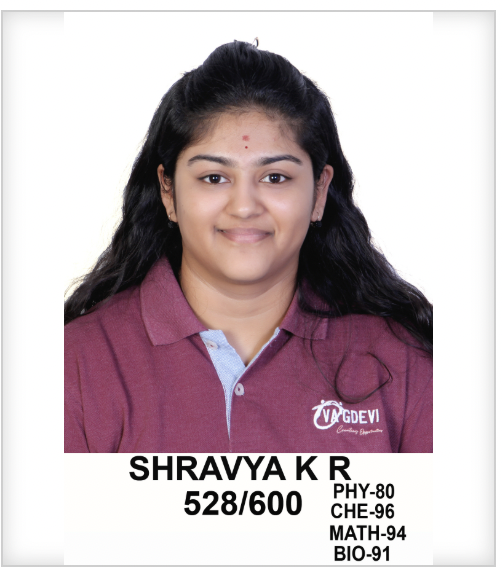 VAGDEVI
SHRAVYA K R
528/600
PHY-80
CHE-96
MATH-94
BIO-91